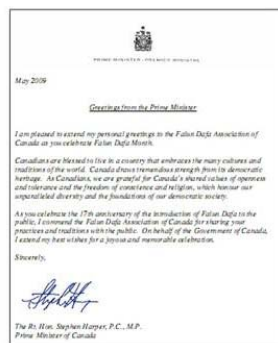 PRIME MINISTER · PREMIER MINISTRE
May 2009
Greetings from the Prime Minister
I am pleased to extend my personal greetings to the Falun Dafa Association of
Canada as you celebrate Falun Dafa Month.
Canadians are blessed to live in a country that embraces the many cultures and
traditions of the world. Canada draws tremendous strength from its democratic
heritage. As Canadians, we are grateful for Canada's shared values of openness
and tolerance and the freedom of conscience and religion, which honour our
unparalleled diversity and the foundations of our democratic society.
As you celebrate the 17th anniversary of the introduction of Falun Dafa to the
public, I commend the Falun Dafa Association of Canada for sharing your
practices and traditions with the public. On behalf of the Government of Canada,
I extend my best wishes for a joyous and memorable celebration.
Sincerely,
The Rt. Hon. Stephen Harper, P.C., M.P.
Prime Minister of Canada